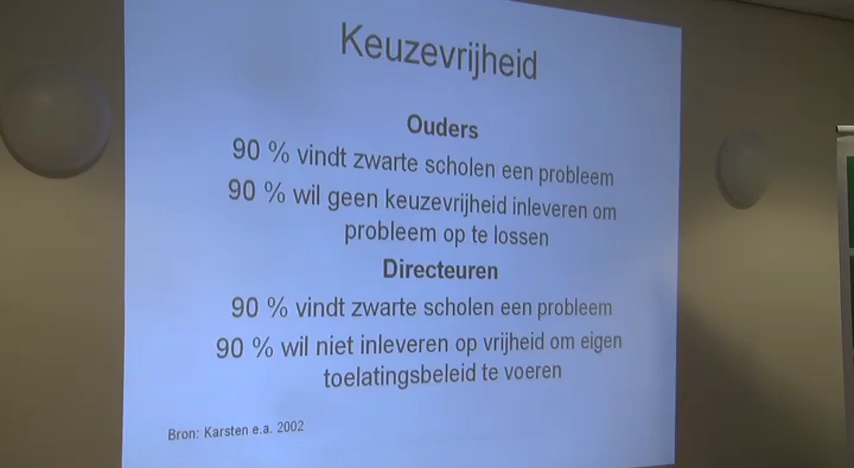 Keuzevrijheid
Ouders
90 % vindt zwarte scholen een probleem
90 % wil geen keuzevrijheid inleveren om
probleem op te lossen
Directeuren
90 % vindt zwarte scholen een probleem
90 % wil niet inleveren op vrijheid om eigen
toelatingsbeleid te voeren
Bron: Karsten e.a. 2002